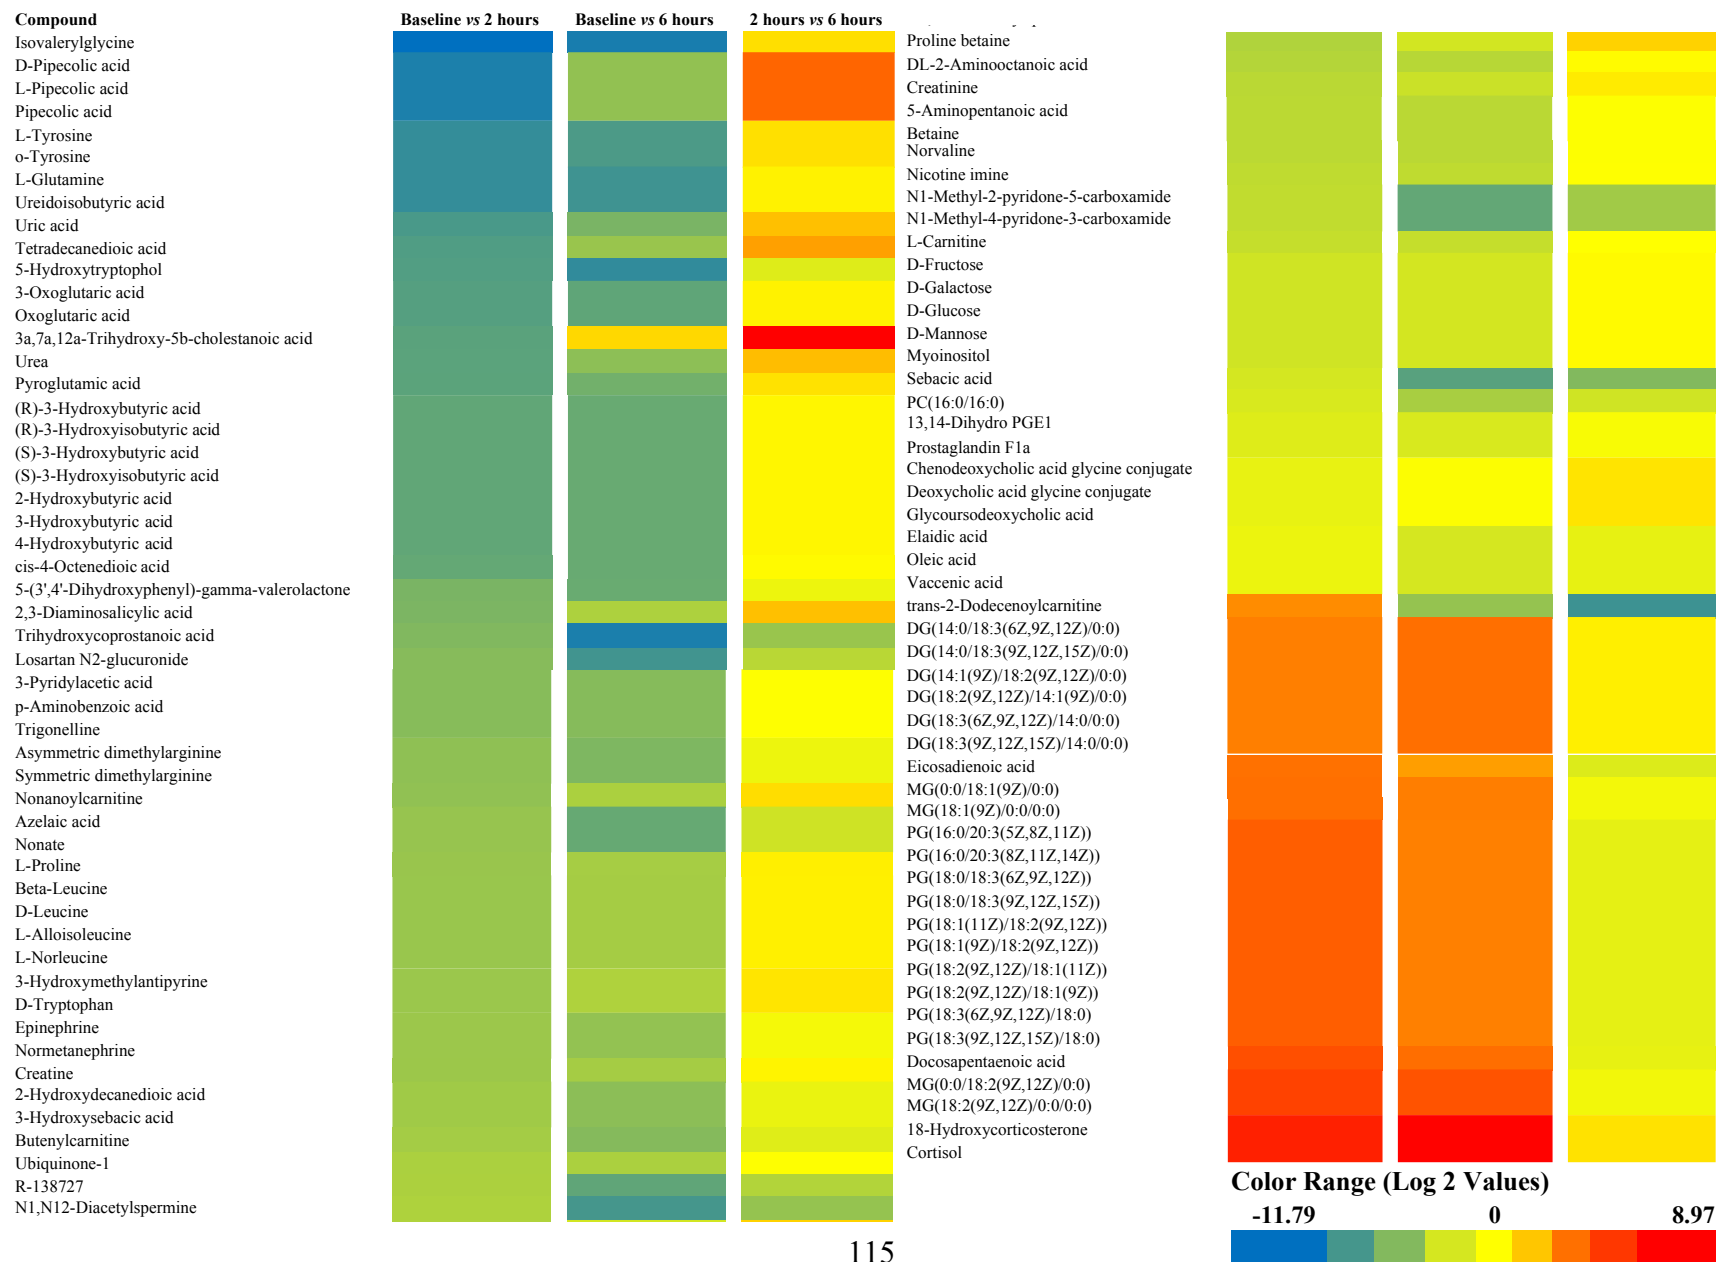 Compound Baseline vs 2 hours Baseline vs 6 hours 2 hours vs 6 hours
Isovalerylglycine
D-Pipecolic acid
L-Pipecolic acid
Pipecolic acid
L-Tyrosine
o-Tyrosine
L-Glutamine
Ureidoisobutyric acid
Uric acid
Tetradecanedioic acid
5-Hydroxytryptophol
3-Oxoglutaric acid
Oxoglutaric acid
3a,7a,12a-Trihydroxy-5b-cholestanoic acid
Urea
Pyroglutamic acid
(R)-3-Hydroxybutyric acid
(R)-3-Hydroxyisobutyric acid
(S)-3-Hydroxybutyric acid
(S)-3-Hydroxyisobutyric acid
2-Hydroxybutyric acid
3-Hydroxybutyric acid
4-Hydroxybutyric acid
cis-4-Octenedioic acid
5-(3',4'-Dihydroxyphenyl)-gamma-valerolactone
2,3-Diaminosalicylic acid
Trihydroxycoprostanoic acid
Losartan N2-glucuronide
3-Pyridylacetic acid
p-Aminobenzoic acid
Trigonelline
Asymmetric dimethylarginine
Symmetric dimethylarginine
Nonanoylcarnitine
Azelaic acid
Nonate
L-Proline
Beta-Leucine
D-Leucine
L-Alloisoleucine
L-Norleucine
3-Hydroxymethylantipyrine
D-Tryptophan
Epinephrine
Normetanephrine
Creatine
2-Hydroxydecanedioic acid
3-Hydroxysebacic acid
Butenylcarnitine
Ubiquinone-1
R-138727
N1,N12-Diacetylspermine
Proline betaine
DL-2-Aminooctanoic acid
Creatinine
5-Aminopentanoic acid
Betaine
Norvaline
Nicotine imine
N1-Methyl-2-pyridone-5-carboxamide
N1-Methyl-4-pyridone-3-carboxamide
L-Carnitine
D-Fructose
D-Galactose
D-Glucose
D-Mannose
Myoinositol
Sebacic acid
PC(16:0/16:0)
13,14-Dihydro PGE1
Prostaglandin F1a
Chenodeoxycholic acid glycine conjugate
Deoxycholic acid glycine conjugate
Glycoursodeoxycholic acid
Elaidic acid
Oleic acid
Vaccenic acid
trans-2-Dodecenoylcarnitine
DG(14:0/18:3(6Z,9Z,12Z)/0:0)
DG(14:0/18:3(9Z,12Z,15Z)/0:0)
DG(14:1(9Z)/18:2(9Z,12Z)/0:0)
DG(18:2(9Z,12Z)/14:1(9Z)/0:0)
DG(18:3(6Z,9Z,12Z)/14:0/0:0)
DG(18:3(9Z,12Z,15Z)/14:0/0:0)
Eicosadienoic acid
MG(0:0/18:1(9Z)/0:0)
MG(18:1(9Z)/0:0/0:0)
PG(16:0/20:3(5Z,8Z,11Z))
PG(16:0/20:3(8Z,11Z,14Z))
PG(18:0/18:3(6Z,9Z,12Z))
PG(18:0/18:3(9Z,12Z,15Z))
PG(18:1(11Z)/18:2(9Z,12Z))
PG(18:1(9Z)/18:2(9Z,12Z))
PG(18:2(9Z,12Z)/18:1(11Z))
PG(18:2(9Z,12Z)/18:1(9Z))
PG(18:3(6Z,9Z,12Z)/18:0)
PG(18:3(9Z,12Z,15Z)/18:0)
Docosapentaenoic acid
MG(0:0/18:2(9Z,12Z)/0:0)
MG(18:2(9Z,12Z)/0:0/0:0)
18-Hydroxycorticosterone
Cortisol
Color Range (Log 2 Values)
-11.79 0 8.97
115